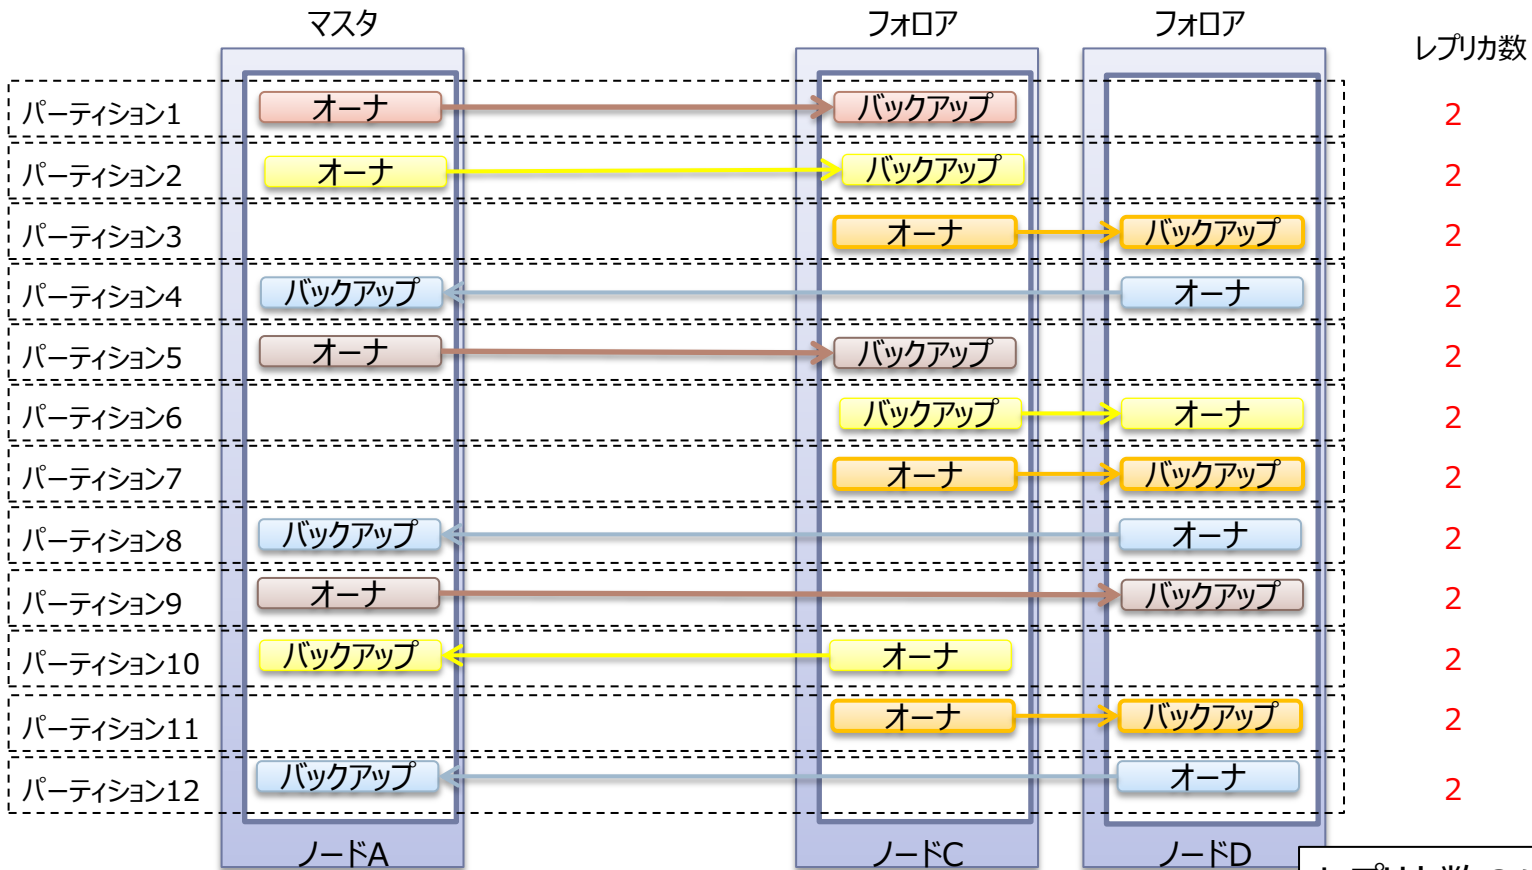 マスタ フォロア フォロア
レプリカ数
パーティション1 オーナ バックアップ 2
パーティション2 オーナ バックアップ 2
パーティション3 オーナ バックアップ 2
パーティション4 バックアップ オーナ 2
パーティション5 オーナ バックアップ 2
パーティション6 バックアップ オーナ 2
パーティション7 オーナ バックアップ 2
パーティション8 バックアップ オーナ 2
パーティション9 オーナ バックアップ 2
パーティション10 バックアップ オーナ 2
パーティション11 オーナ バックアップ 2
パーティション12 バックアップ オーナ 2
ノードA ノードC ノードD